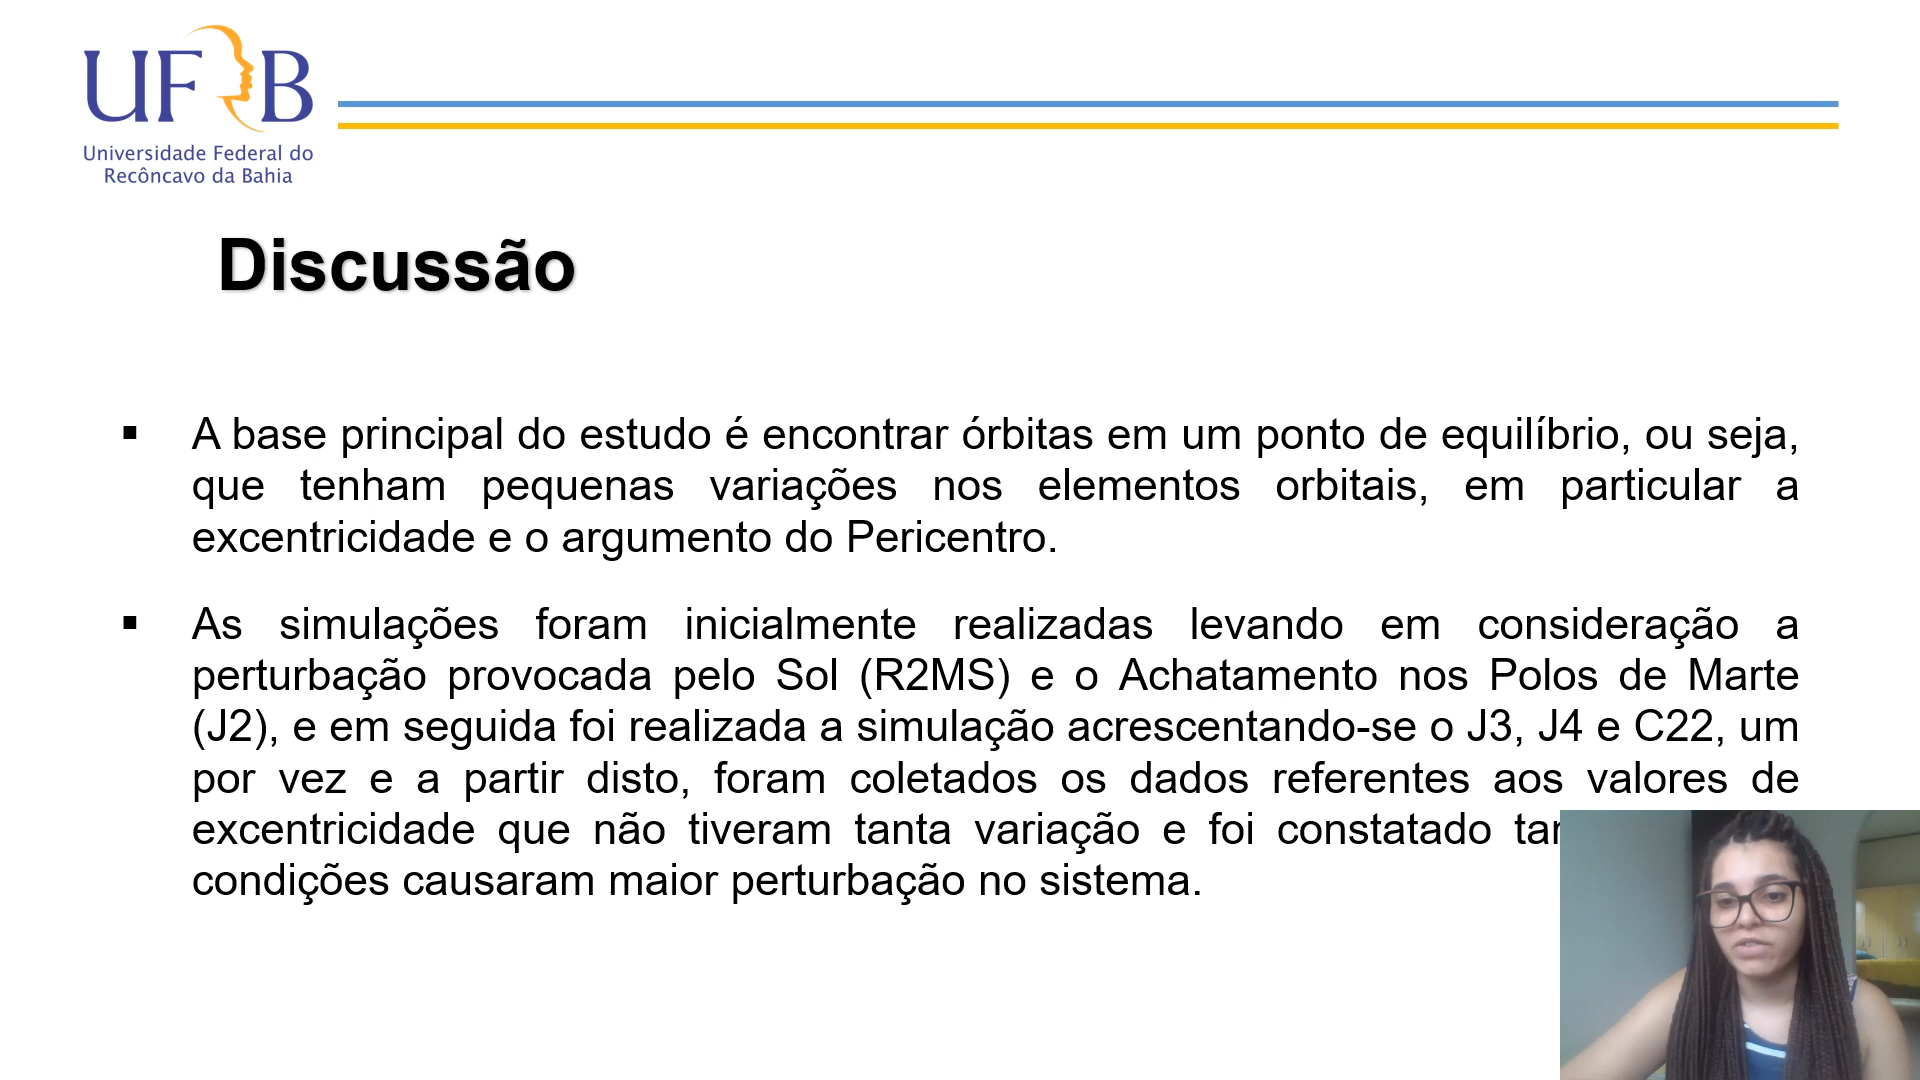 UFRB
Universidade Federal do
Recôncavo da Bahia
Discussão
▪ A base principal do estudo é encontrar órbitas em um ponto de equilíbrio, ou seja,
que tenham pequenas variações nos elementos orbitais, em particular a
excentricidade e o argumento do Pericentro.
▪ As simulações foram inicialmente realizadas levando em consideração a
perturbação provocada pelo Sol (R2MS) e o Achatamento nos Polos de Marte
(J2), e em seguida foi realizada a simulação acrescentando-se o J3, J4 e C22, um
por vez e a partir disto, foram coletados os dados referentes aos valores de
excentricidade que não tiveram tanta variação e foi constatado
condições causaram maior perturbação no sistema.